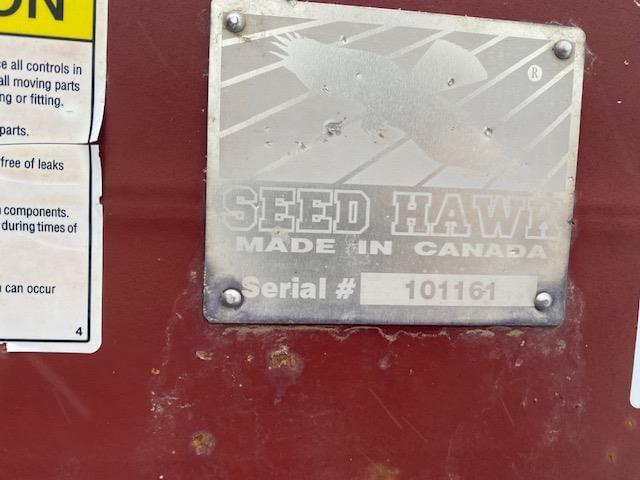 ON
e all controls in
all moving parts
ng or fitting.
parts.
free of leaks
components.
during times of
can occur
4
®
SEED HAWK
MADE IN CANADA
Serial # 101161